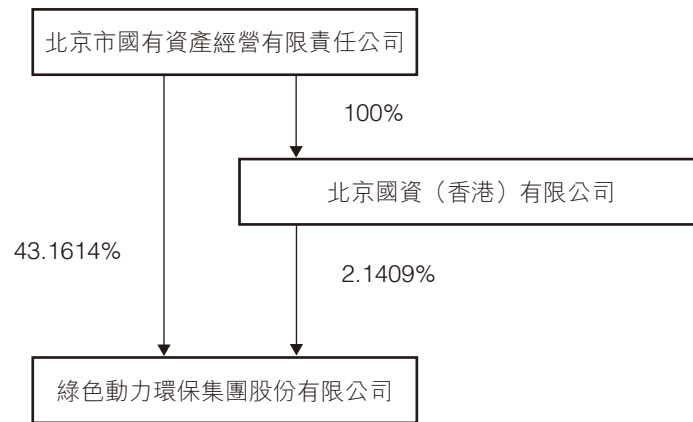 北京市國有資產經營有限責任公司
100%
北京國資（香港）有限公司
43.1614%
2.1409%
綠色動力環保集團股份有限公司